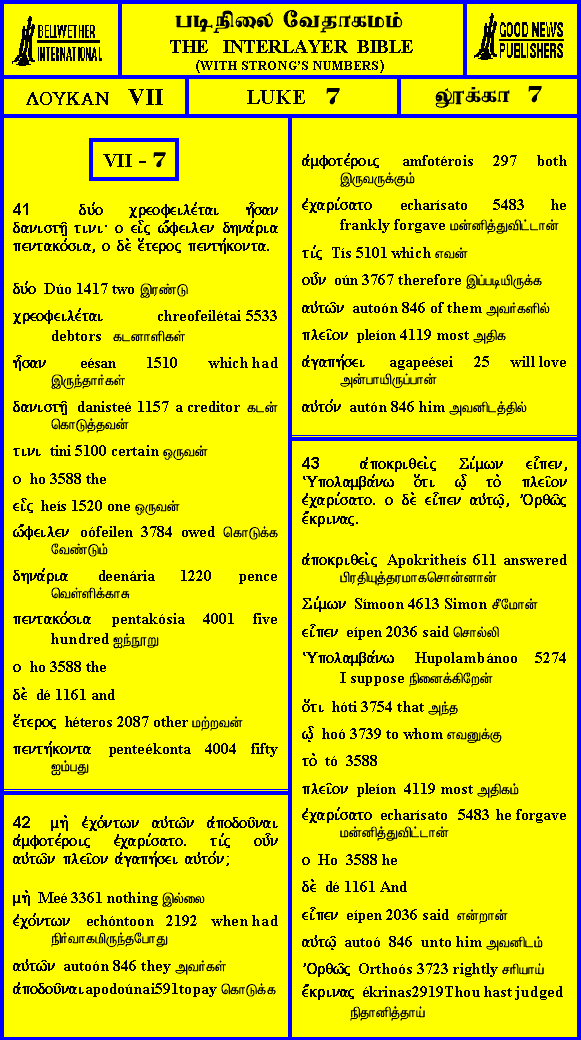 BELLWETHER
INTERNATIONAL
படிநிலை வேதாகமம்
THE INTERLAYER BIBLE
(WITH STRONG'S NUMBERS)
GOOD NEWS
PUBLISHERS
ΛΟΥΚΑΝ VII
LUKE 7
லூக்கா 7
VII - 7
41 δύο χρεοφειλέται ἦσαν
δανιστῇ τινι· ο εἷς ὤφειλεν δηνάρια
πεντακόσια, ο δὲ ἕτερος πεντήκοντα.
δύο Dúo 1417 two இரண்டு
χρεοφειλέται chreofeilétai 5533
debtors கடனாளிகள்
ἦσαν eésan 1510 which had
இருந்தார்கள்
δανιστῇ danisteé 1157 a creditor கடன்
கொடுத்தவன்
τινι tini 5100 certain ஒருவன்
ο ho 3588 the
εἷς heís 1520 one ஒருவன்
ὤφειλεν oófeilen 3784 owed கொடுக்க
வேண்டும்
δηνάρια deenária 1220 pence
வெள்ளிக்காசு
πεντακόσια pentakósia 4001 five
hundred ஐந்நூறு
ο ho 3588 the
δὲ dé 1161 and
ἕτερος héteros 2087 other மற்றவன்
πεντήκοντα penteékonta 4004 fifty
ஐம்பது
42 μὴ ἐχόντων αὐτῶν ἀποδοῦναι
ἀμφοτέροις ἐχαρίσατο. τίς οὖν
αὐτῶν πλεῖον ἀγαπήσει αὐτόν;
μὴ Meé 3361 nothing இல்லை
ἐχόντων echóntoon 2192 when had
நிர்வாகமிருந்தபோது
αὐτῶν autoón 846 they அவர்கள்
ἀποδοῦναι apodoúnai591topay கொடுக்க
ἀμφοτέροις amfotérois 297 both
இருவருக்கும்
ἐχαρίσατο echarísato 5483 he
frankly forgave மன்னித்துவிட்டான்
τίς Tís 5101 which எவன்
οὖν oún 3767 therefore இப்படியிருக்க
αὐτῶν autoón 846 of them அவர்களில்
πλεῖον pleíon 4119 most அதிக
ἀγαπήσει agapeései 25 will love
அன்பாயிருப்பான்
αὐτόν autón 846 him அவனிடத்தில்
43 ἀποκριθεὶς Σίμων εἶπεν,
Ὑπολαμβάνω ὅτι ᾧ τὸ πλεῖον
ἐχαρίσατο. ο δὲ εἶπεν αὐτῷ, Ὀρθῶς
ἔκρινας.
ἀποκριθεὶς Apokritheís 611 answered
பிரதியுத்தரமாகசொன்னான்
Σίμων Símoon 4613 Simon சீமோன்
εἶπεν eípen 2036 said சொல்லி
Ὑπολαμβάνω Hupolambánoo 5274
I suppose நினைக்கிறேன்
ὅτι hóti 3754 that அந்த
ᾧ hoó 3739 to whom எவனுக்கு
τὸ tó 3588
πλεῖον pleíon 4119 most அதிகம்
ἐχαρίσατο echarísato 5483 he forgave
மன்னித்துவிட்டான்
ο Ho 3588 he
δὲ dé 1161 And
εἶπεν eípen 2036 said என்றான்
αὐτῷ autoó 846 unto him அவனிடம்
Ὀρθῶς Orthoós 3723 rightly சரியாய்
ἔκρινας ékrinas2919Thou hast judged
நிதானித்தாய்